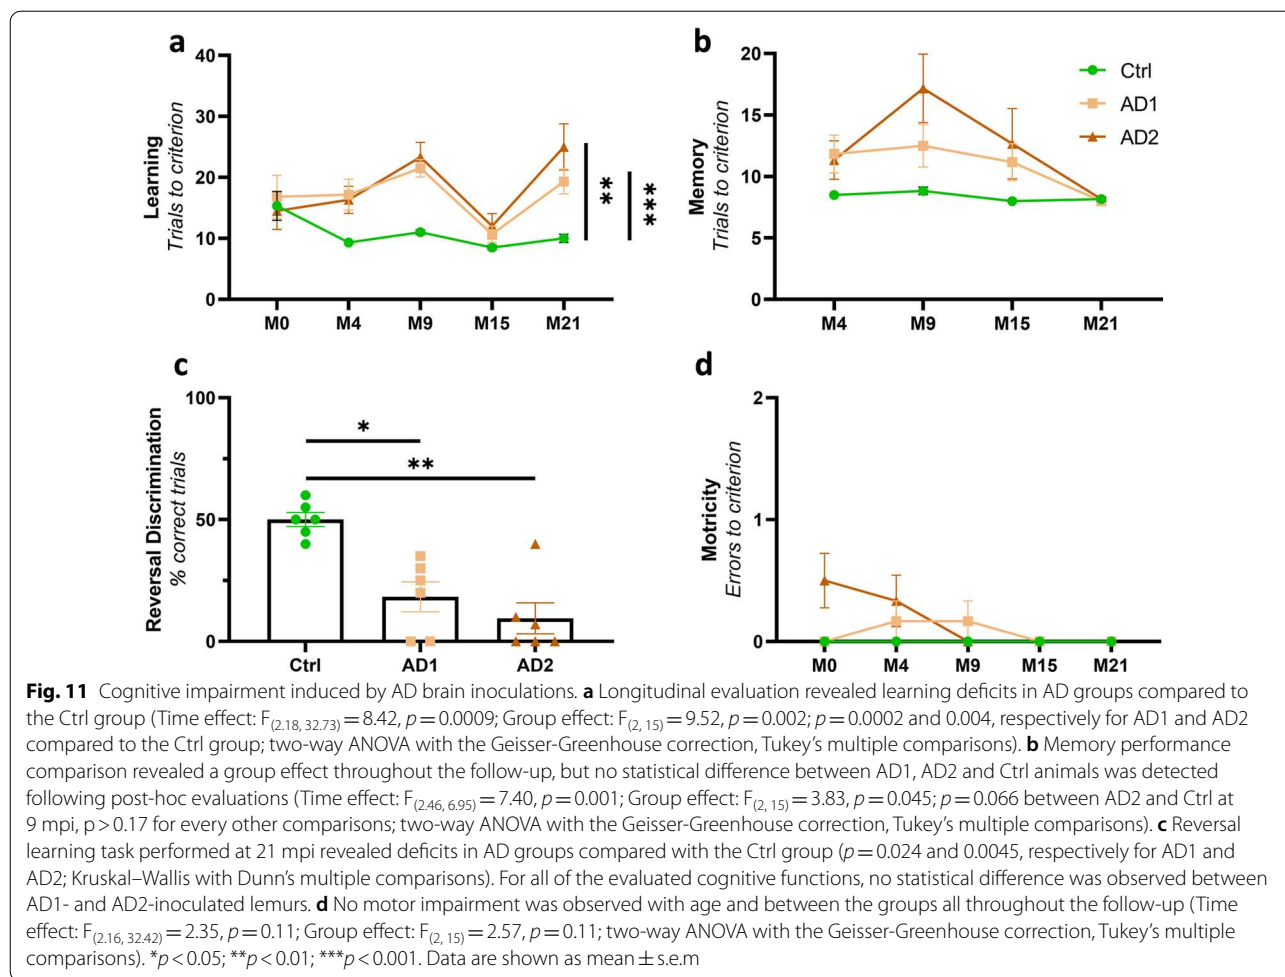 a
Learning
Trials to criterion
40
30
20
10
0
M0 M4 M9 M15 M21
**
***
b
Memory
Trials to criterion
20
15
10
5
0
M4 M9 M15 M21
Ctrl
AD1
AD2
c
Reversal Discrimination
% correct trials
100
50
0
*
**
Ctrl AD1 AD2
d
Motricity
Errors to criterion
2
1
0
M0 M4 M9 M15 M21
Fig. 11 Cognitive impairment induced by AD brain inoculations. a Longitudinal evaluation revealed learning deficits in AD groups compared to
the Ctrl group (Time effect: F(2.18, 32.73) = 8.42, p = 0.0009; Group effect: F(2, 15) = 9.52, p = 0.002; p = 0.0002 and 0.004, respectively for AD1 and AD2
compared to the Ctrl group; two-way ANOVA with the Geisser-Greenhouse correction, Tukey's multiple comparisons). b Memory performance
comparison revealed a group effect throughout the follow-up, but no statistical difference between AD1, AD2 and Ctrl animals was detected
following post-hoc evaluations (Time effect: F(2.46, 6.95) = 7.40, p = 0.001; Group effect: F(2, 15) = 3.83, p = 0.045; p = 0.066 between AD2 and Ctrl at
9 mpi, p > 0.17 for every other comparisons; two-way ANOVA with the Geisser-Greenhouse correction, Tukey's multiple comparisons). c Reversal
learning task performed at 21 mpi revealed deficits in AD groups compared with the Ctrl group (p = 0.024 and 0.0045, respectively for AD1 and
AD2; Kruskal–Wallis with Dunn's multiple comparisons). For all of the evaluated cognitive functions, no statistical difference was observed between
AD1- and AD2-inoculated lemurs. d No motor impairment was observed with age and between the groups all throughout the follow-up (Time
effect: F(2.16, 32.42) = 2.35, p = 0.11; Group effect: F(2, 15) = 2.57, p = 0.11; two-way ANOVA with the Geisser-Greenhouse correction, Tukey's multiple
comparisons). *p < 0.05; **p < 0.01; ***p < 0.001. Data are shown as mean ± s.e.m